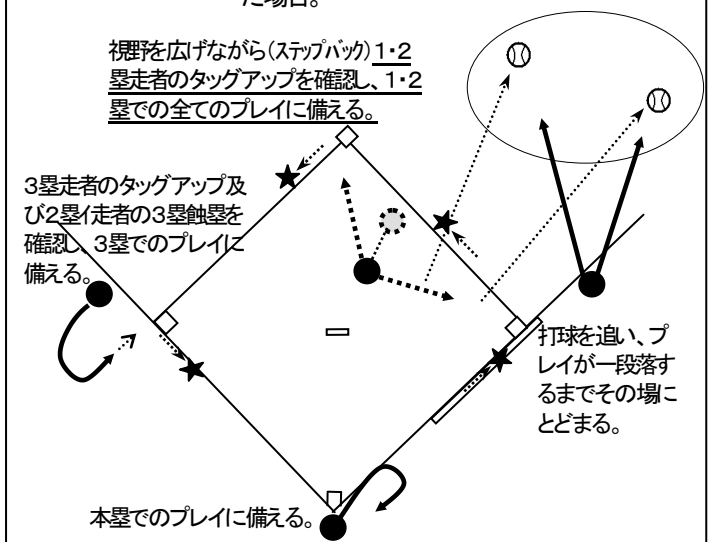 た場合。
視野を広げながら(ステップバック)1・2
塁走者のタッグアップを確認し、1・2
塁での全てのプレイに備える。
3塁走者のタッグアップ及
び2塁イ走者の3塁蝕塁を
確認し、3塁でのプレイに
備える。
打球を追い、プ
レイが一段落す
るまでその場に
とどまる。
本塁でのプレイに備える。